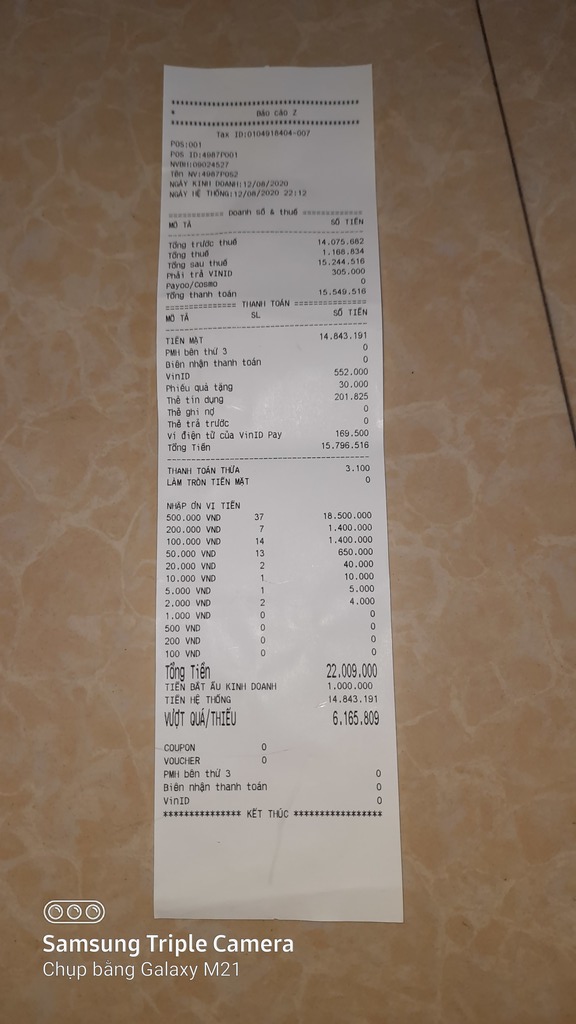 *************************************
* Báo cáo Z
*************************************
Tax ID:0104918404-007
POS:001
POS ID:4987P001
NVBH:09024527
Tên NV:4987POS2
NGÀY KINH DOANH:12/08/2020
NGÀY HỆ THỐNG:12/08/2020 22:12
=========== Doanh số & thuế ===========
MÔ TẢ SỐ TIỀN
Tổng trước thuế 14.075.682
Tổng thuế 1.168.834
Tổng sau thuế 15.244.516
Phải trả VINID 305.000
Payoo/Cosmo 0
Tổng thanh toán 15.549.516
============== THANH TOÁN ==============
MÔ TẢ SL SỐ TIỀN
TIỀN MẶT 14.843.191
PMH bên thứ 3 0
Biên nhận thanh toán 0
VinID 552.000
Phiếu quà tặng 30.000
Thẻ tín dụng 201.825
Thẻ ghi nợ 0
Thẻ trả trước 0
Ví điện tử của VinID Pay 169.500
Tổng Tiền 15.796.516
THANH TOÁN THỪA 3.100
LÀM TRÒN TIỀN MẶT 0
NHẬP ƠN VỊ TIỀN
500.000 VND 37 18.500.000
200.000 VND 7 1.400.000
100.000 VND 14 1.400.000
50.000 VND 13 650.000
20.000 VND 2 40.000
10.000 VND 1 10.000
5.000 VND 1 5.000
2.000 VND 2 4.000
1.000 VND 0 0
500 VND 0 0
200 VND 0 0
100 VND 0 0
Tổng Tiền 22.009.000
TIỀN BẮT ẦU KINH DOANH 1.000.000
TIỀN HỆ THỐNG 14.843.191
VƯỢT QUÁ/THIẾU 6.165.809
COUPON 0
VOUCHER 0
PMH bên thứ 3 0
Biên nhận thanh toán 0
VinID 0
*************** KẾT THÚC *****************
Samsung Triple Camera
Chụp bằng Galaxy M21